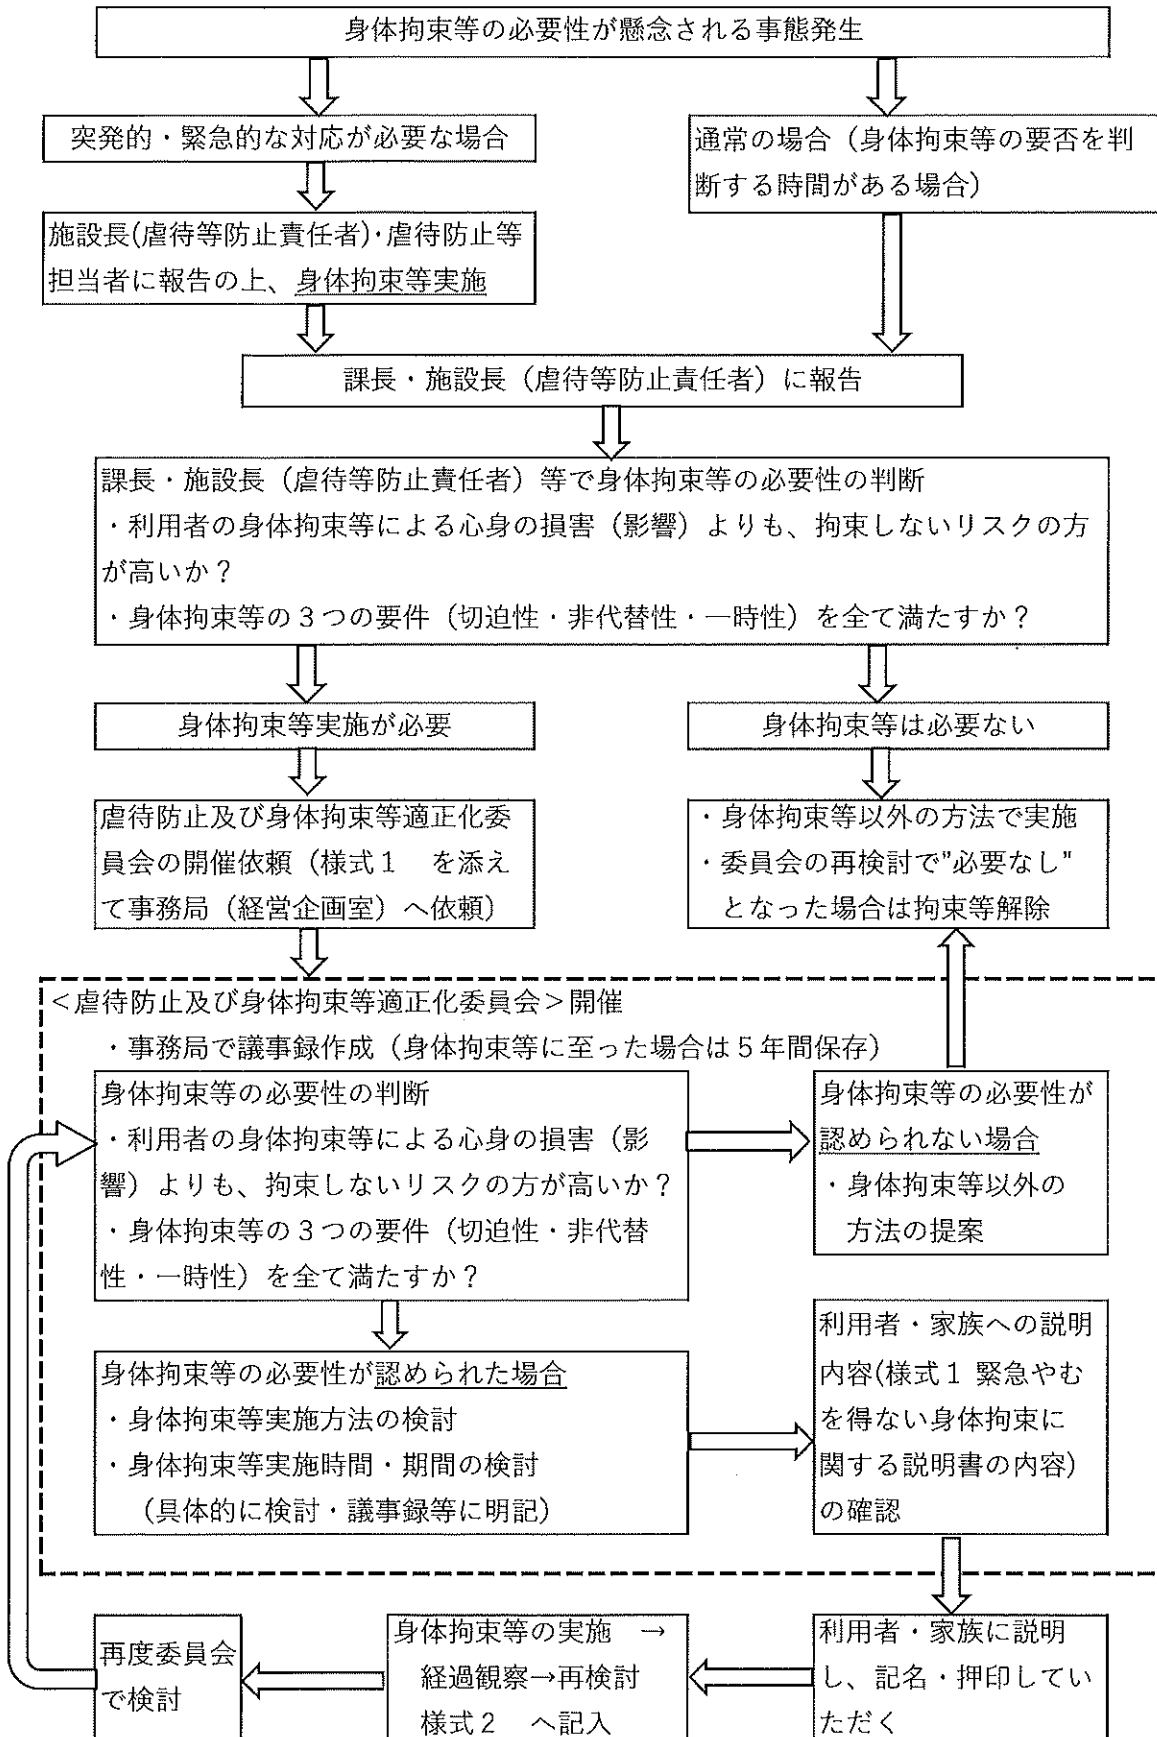 身体拘束等の必要性が懸念される事態発生
突発的・緊急的な対応が必要な場合
通常の場合（身体拘束等の要否を判
断する時間がある場合）
施設長(虐待等防止責任者)・虐待防止等
担当者に報告の上、身体拘束等実施
課長・施設長（虐待等防止責任者）に報告
課長・施設長（虐待等防止責任者）等で身体拘束等の必要性の判断
・利用者の身体拘束等による心身の損害（影響）よりも、拘束しないリスクの方
が高いか？
・身体拘束等の３つの要件（切迫性・非代替性・一時性）を全て満たすか？
身体拘束等実施が必要
身体拘束等は必要ない
虐待防止及び身体拘束等適正化委
員会の開催依頼（様式１　を添え
て事務局（経営企画室）へ依頼）
・身体拘束等以外の方法で実施
・委員会の再検討で”必要なし”
となった場合は拘束等解除
＜虐待防止及び身体拘束等適正化委員会＞開催
・事務局で議事録作成（身体拘束等に至った場合は５年間保存）
身体拘束等の必要性の判断
・利用者の身体拘束等による心身の損害（影
響）よりも、拘束しないリスクの方が高いか？
・身体拘束等の３つの要件（切迫性・非代替
性・一時性）を全て満たすか？
身体拘束等の必要性が
認められない場合
・身体拘束等以外の
方法の提案
身体拘束等の必要性が認められた場合
・身体拘束等実施方法の検討
・身体拘束等実施時間・期間の検討
（具体的に検討・議事録等に明記）
利用者・家族への説明
内容(様式１ 緊急やむ
を得ない身体拘束に
関する説明書の内容)
の確認
利用者・家族に説明
し、記名・押印してい
ただく
身体拘束等の実施　→
経過観察→再検討
様式２　へ記入
再度委員会
で検討